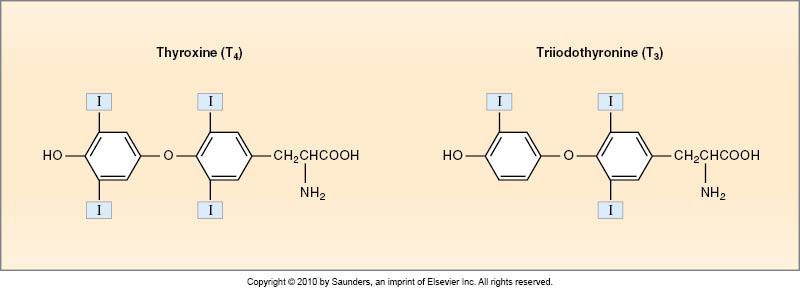 Thyroxine (T4) Triiodothyronine (T3)
I I I I
HO O CH2CHCOOH HO O CH2CHCOOH
NH2 NH2
I I I
Copyright © 2010 by Saunders, an imprint of Elsevier Inc. All rights reserved.